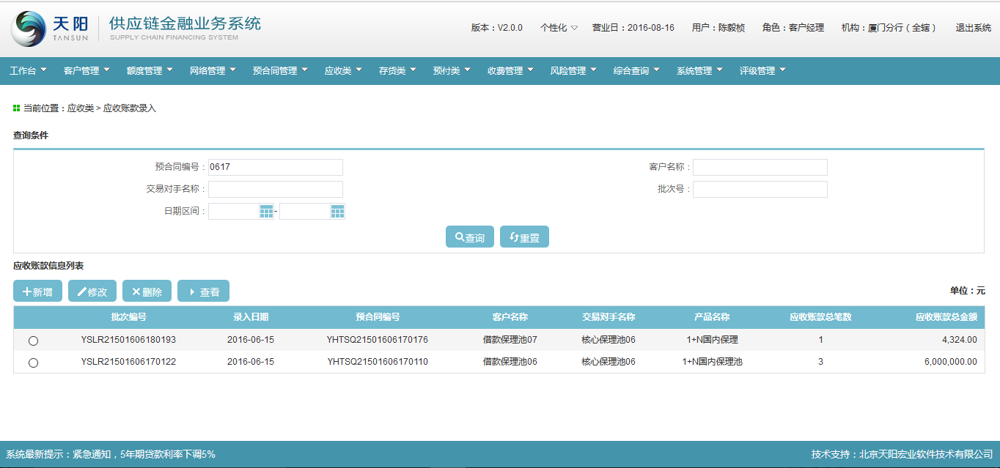 天阳 TANSUN 供应链金融业务系统 SUPPLY CHAIN FINANCING SYSTEM
版本：V2.0.0 个性化 营业日：2016-08-16 用户：陈毅桢 角色：客户经理 机构：厦门分行（全辖） 退出系统
工作台 客户管理 额度管理 网络管理 预合同管理 应收类 存货类 预付类 收费管理 风险管理 综合查询 系统管理 评级管理
当前位置：应收类 > 应收账款录入
查询条件
预合同编号： 0617 客户名称：
交易对手名称： 批次号：
日期区间： -
查询 重置
应收账款信息列表
新增 修改 删除 查看 单位：元
批次编号 录入日期 预合同编号 客户名称 交易对手名称 产品名称 应收账款总笔数 应收账款总金额
YSLR21501606180193 2016-06-15 YHTSQ21501606170176 借款保理池07 核心保理池06 1+N国内保理 1 4,324.00
YSLR21501606170122 2016-06-15 YHTSQ21501606170110 借款保理池06 核心保理池06 1+N国内保理池 3 6,000,000.00
系统最新提示：紧急通知，5年期贷款利率下调5% 技术支持：北京天阳宏业软件技术有限公司